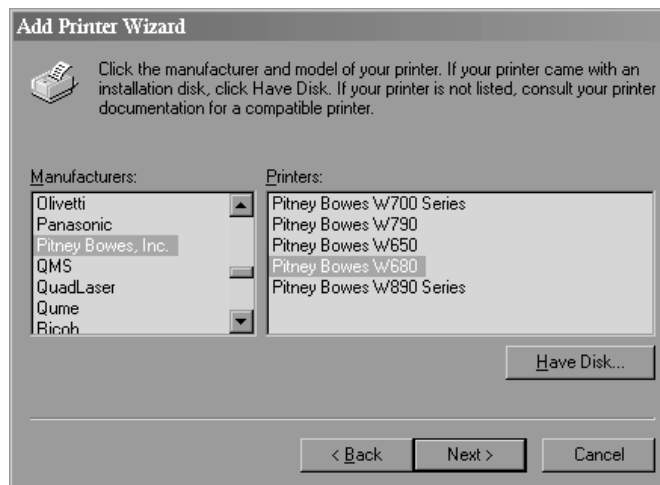 Add Printer Wizard
Click the manufacturer and model of your printer. If your printer came with an
installation disk, click Have Disk. If your printer is not listed, consult your printer
documentation for a compatible printer.
Manufacturers:
Olivetti
Panasonic
Pitney Bowes, Inc.
QMS
QuadLaser
Qume
Ricoh
Printers:
Pitney Bowes W700 Series
Pitney Bowes W790
Pitney Bowes W650
Pitney Bowes W680
Pitney Bowes W890 Series
Have Disk...
< Back
Next >
Cancel